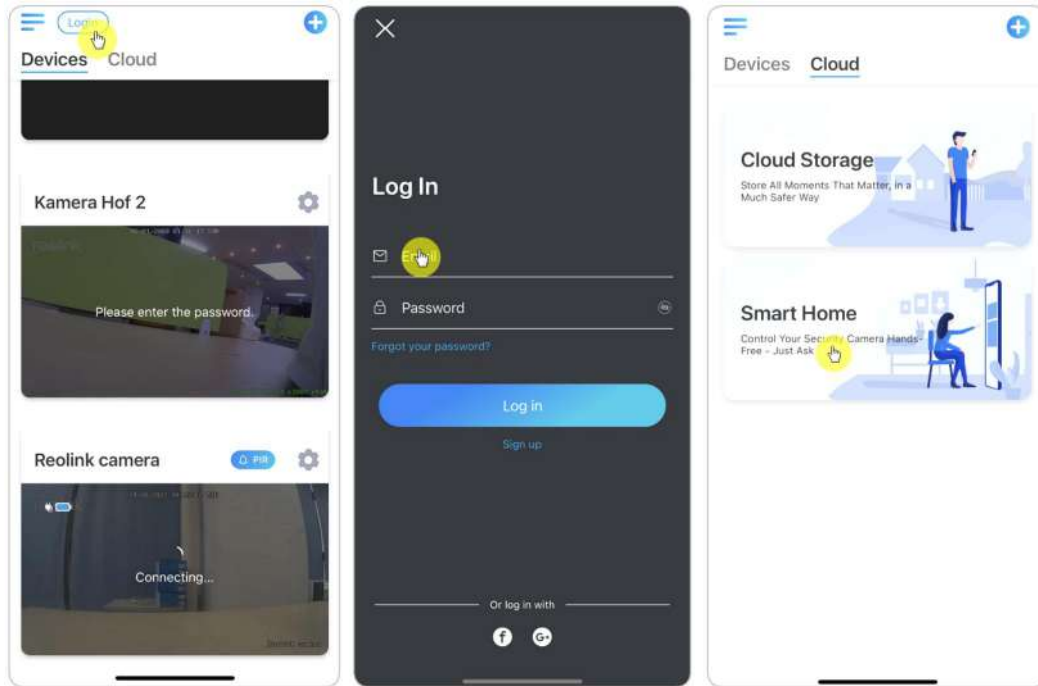 Login
Devices Cloud
Kamera Hof 2
reolink
Please enter the password.
Reolink camera
PIR
Connecting...
Log In
Email
Password
Forgot your password?
Log in
Sign up
Or log in with
f G+
Devices Cloud
Cloud Storage
Store All Moments That Matter, in a
Much Safer Way
Smart Home
Control Your Security Camera Hands-
Free - Just Ask